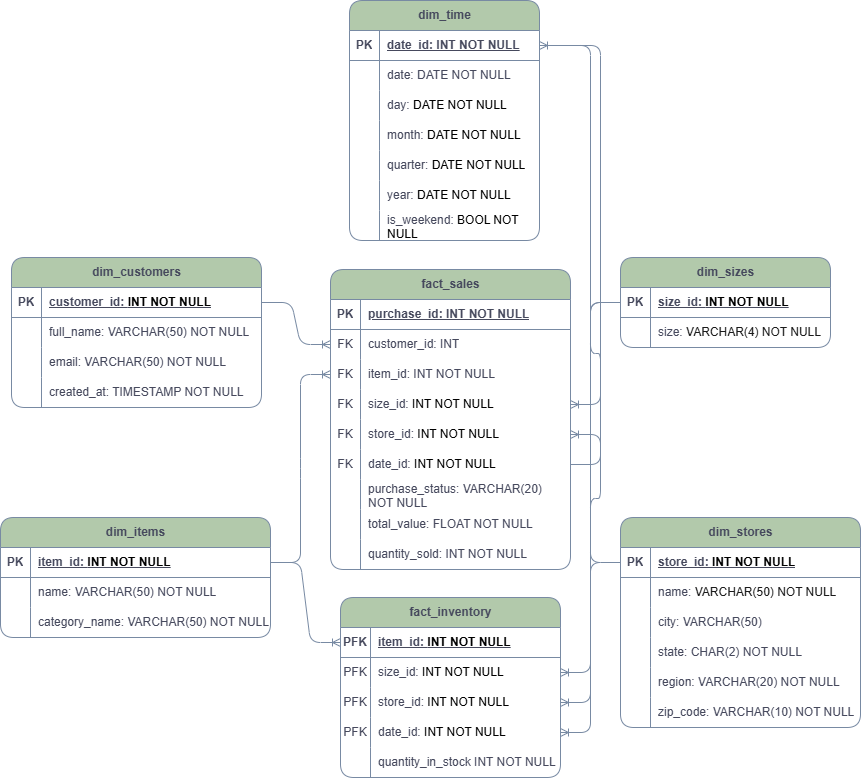 dim_time
PK date_id: INT NOT NULL
date: DATE NOT NULL
day: DATE NOT NULL
month: DATE NOT NULL
quarter: DATE NOT NULL
year: DATE NOT NULL
is_weekend: BOOL NOT
NULL
dim_customers
PK customer_id: INT NOT NULL
full_name: VARCHAR(50) NOT NULL
email: VARCHAR(50) NOT NULL
created_at: TIMESTAMP NOT NULL
fact_sales
PK purchase_id: INT NOT NULL
FK customer_id: INT
FK item_id: INT NOT NULL
FK size_id: INT NOT NULL
FK store_id: INT NOT NULL
FK date_id: INT NOT NULL
purchase_status: VARCHAR(20)
NOT NULL
total_value: FLOAT NOT NULL
quantity_sold: INT NOT NULL
dim_sizes
PK size_id: INT NOT NULL
size: VARCHAR(4) NOT NULL
dim_items
PK item_id: INT NOT NULL
name: VARCHAR(50) NOT NULL
category_name: VARCHAR(50) NOT NULL
fact_inventory
PFK item_id: INT NOT NULL
PFK size_id: INT NOT NULL
PFK store_id: INT NOT NULL
PFK date_id: INT NOT NULL
quantity_in_stock INT NOT NULL
dim_stores
PK store_id: INT NOT NULL
name: VARCHAR(50) NOT NULL
city: VARCHAR(50)
state: CHAR(2) NOT NULL
region: VARCHAR(20) NOT NULL
zip_code: VARCHAR(10) NOT NULL